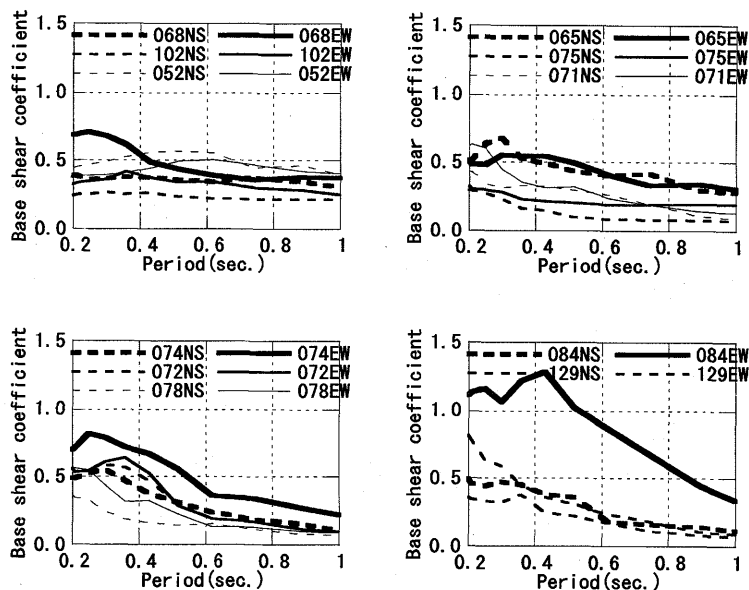 Base shear coefficient
1.5
1.0
0.5
0.0
068NS 068EW
102NS 102EW
052NS 052EW
0.2 0.4 0.6 0.8 1
Period(sec.)
Base shear coefficient
1.5
1.0
0.5
0.0
065NS 065EW
075NS 075EW
071NS 071EW
0.2 0.4 0.6 0.8 1
Period(sec.)
Base shear coefficient
1.5
1.0
0.5
0.0
074NS 074EW
072NS 072EW
078NS 078EW
0.2 0.4 0.6 0.8 1
Period(sec.)
Base shear coefficient
1.5
1.0
0.5
0.0
084NS 084EW
129NS 129EW
0.2 0.4 0.6 0.8 1
Period(sec.)